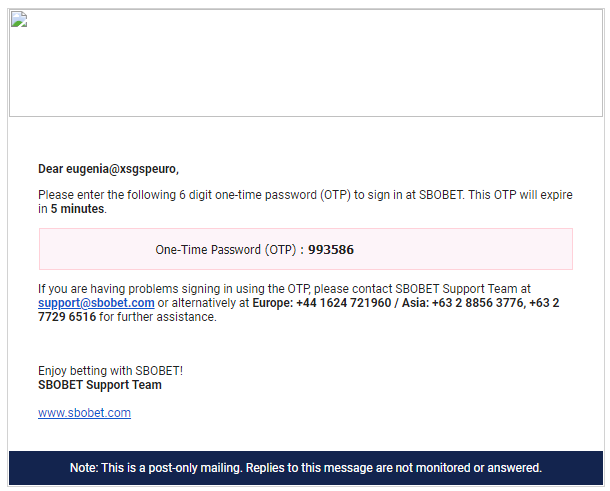 Dear eugenia@xsgspeuro,
Please enter the following 6 digit one-time password (OTP) to sign in at SBOBET. This OTP will expire
in 5 minutes.
One-Time Password (OTP) : 993586
If you are having problems signing in using the OTP, please contact SBOBET Support Team at
support@sbobet.com or alternatively at Europe: +44 1624 721960 / Asia: +63 2 8856 3776, +63 2
7729 6516 for further assistance.
Enjoy betting with SBOBET!
SBOBET Support Team
www.sbobet.com
Note: This is a post-only mailing. Replies to this message are not monitored or answered.